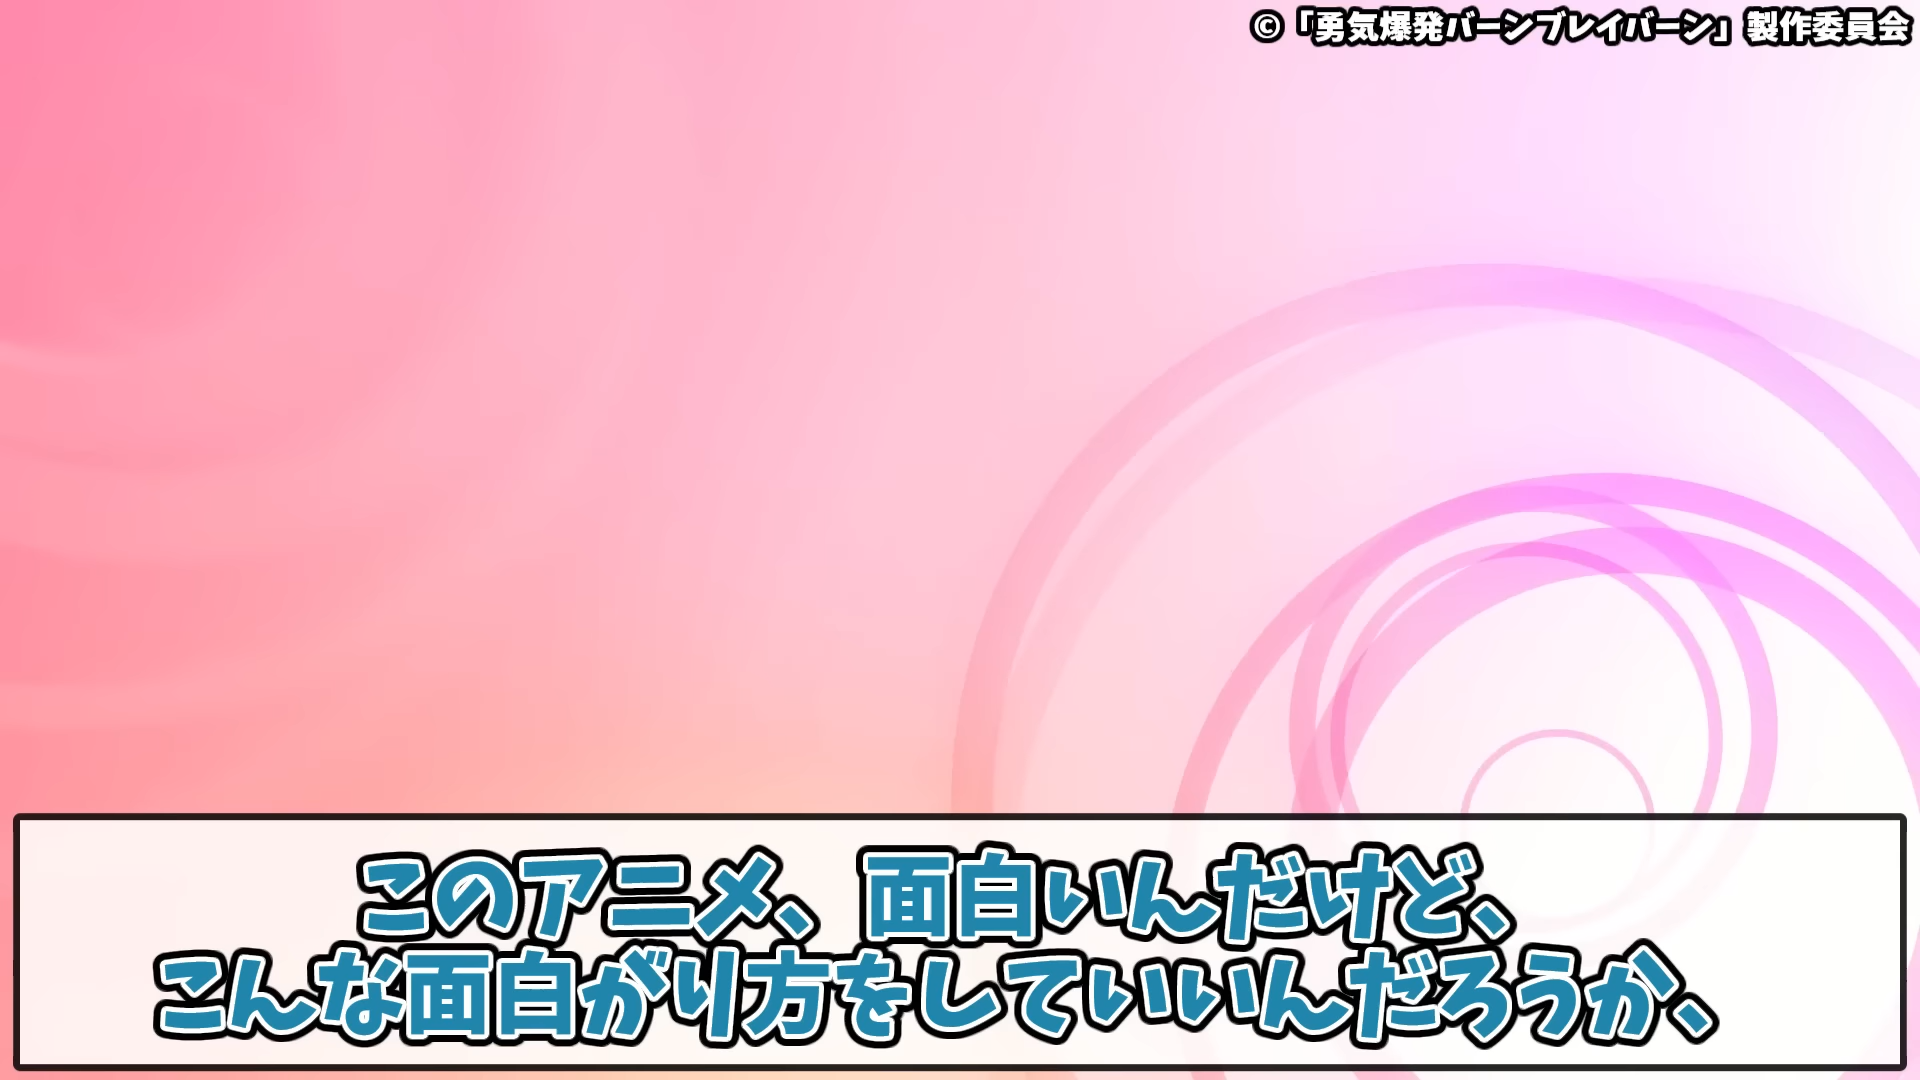 ©「勇気爆発バーンブレイバーン」製作委員会
このアニメ、面白いんだけど、
こんな面白がり方をしていいんだろうか、